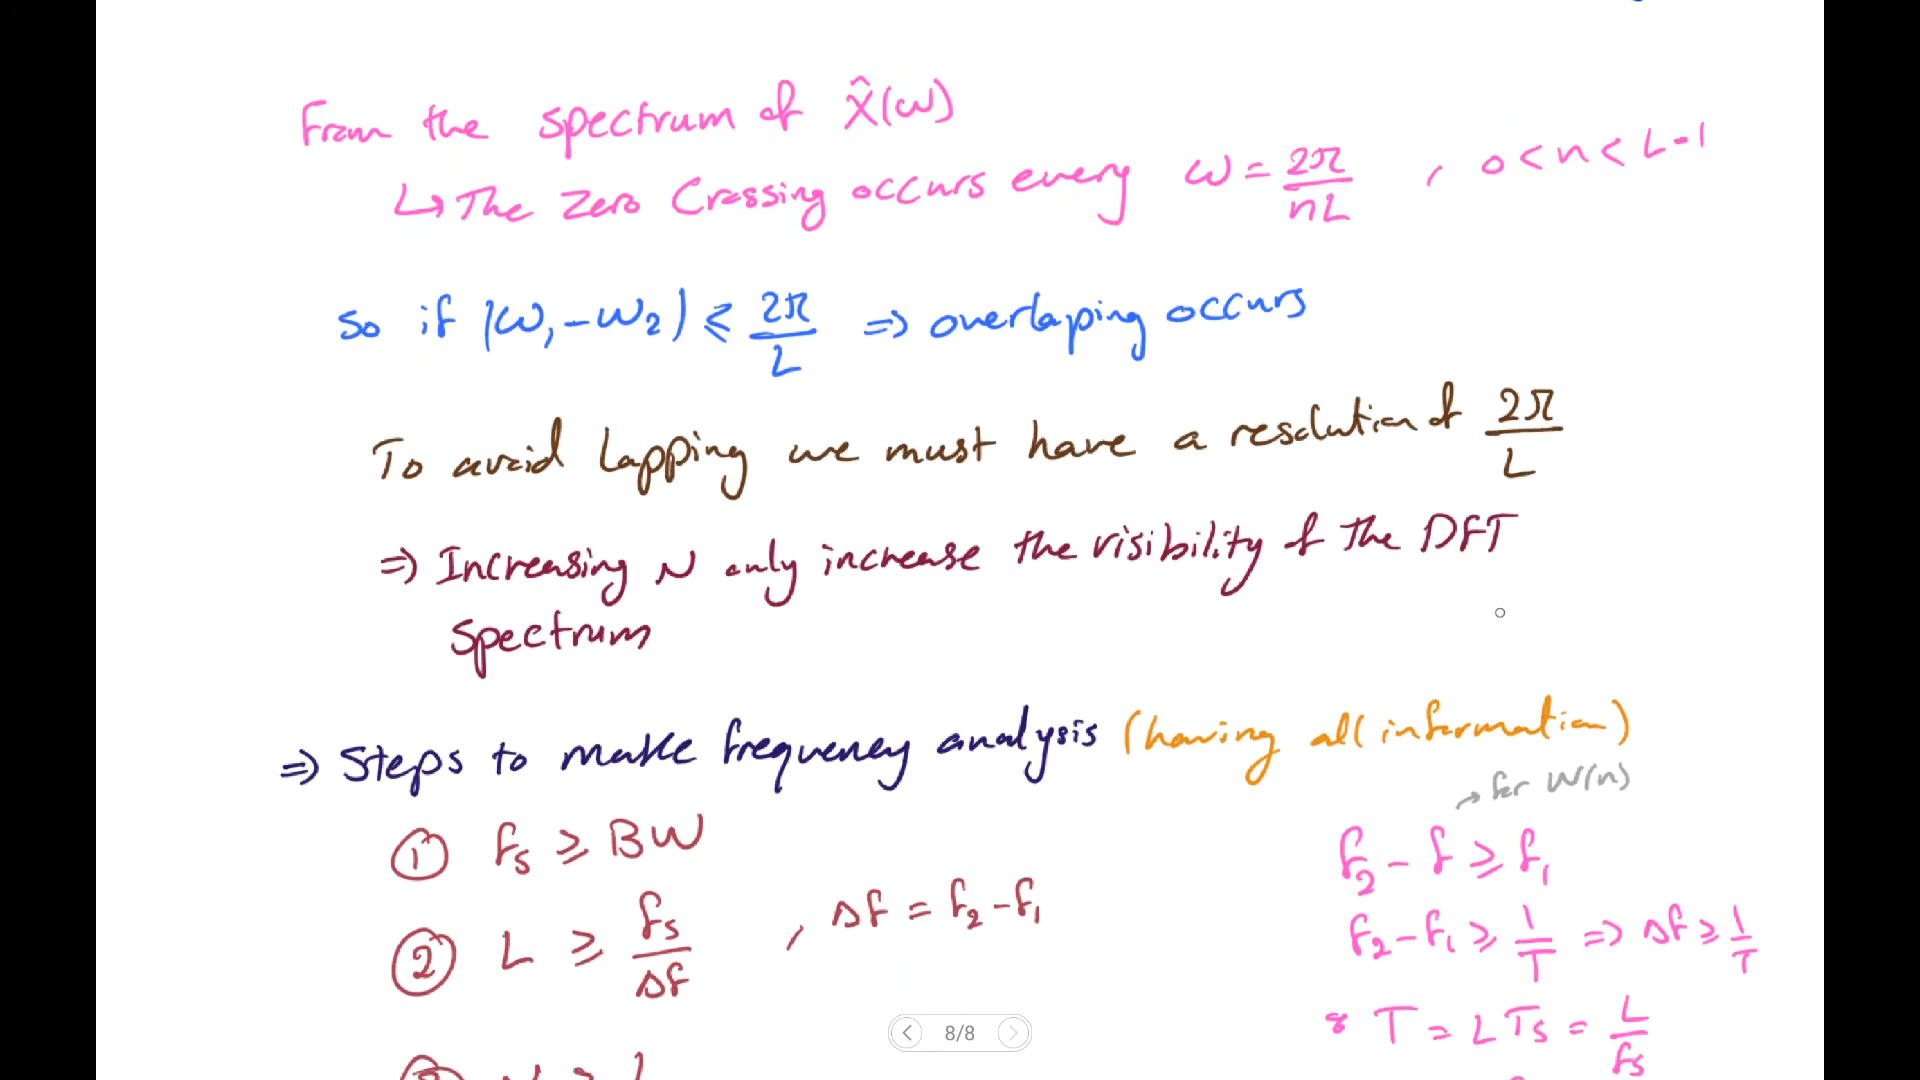 From the spectrum of X̂(ω)
↳ The Zero Crossing occurs every ω = 2π/nL , 0 < n < L-1
so if |ω₁ - ω₂| ⩽ 2π/L ⇒ overlaping occurs
To avoid Lapping we must have a resolution of 2π/L
⇒ Increasing N only increase the visibility of the DFT
spectrum
⇒ Steps to make frequency analysis (having all information)
→ for W(n)
① fs ⩾ BW
f₂ - f ⩾ f₁
② L ⩾ fs/Δf , Δf = f₂ - f₁
f₂ - f₁ ⩾ 1/T ⇒ Δf ⩾ 1/T
T = LTs = L/fs
8/8